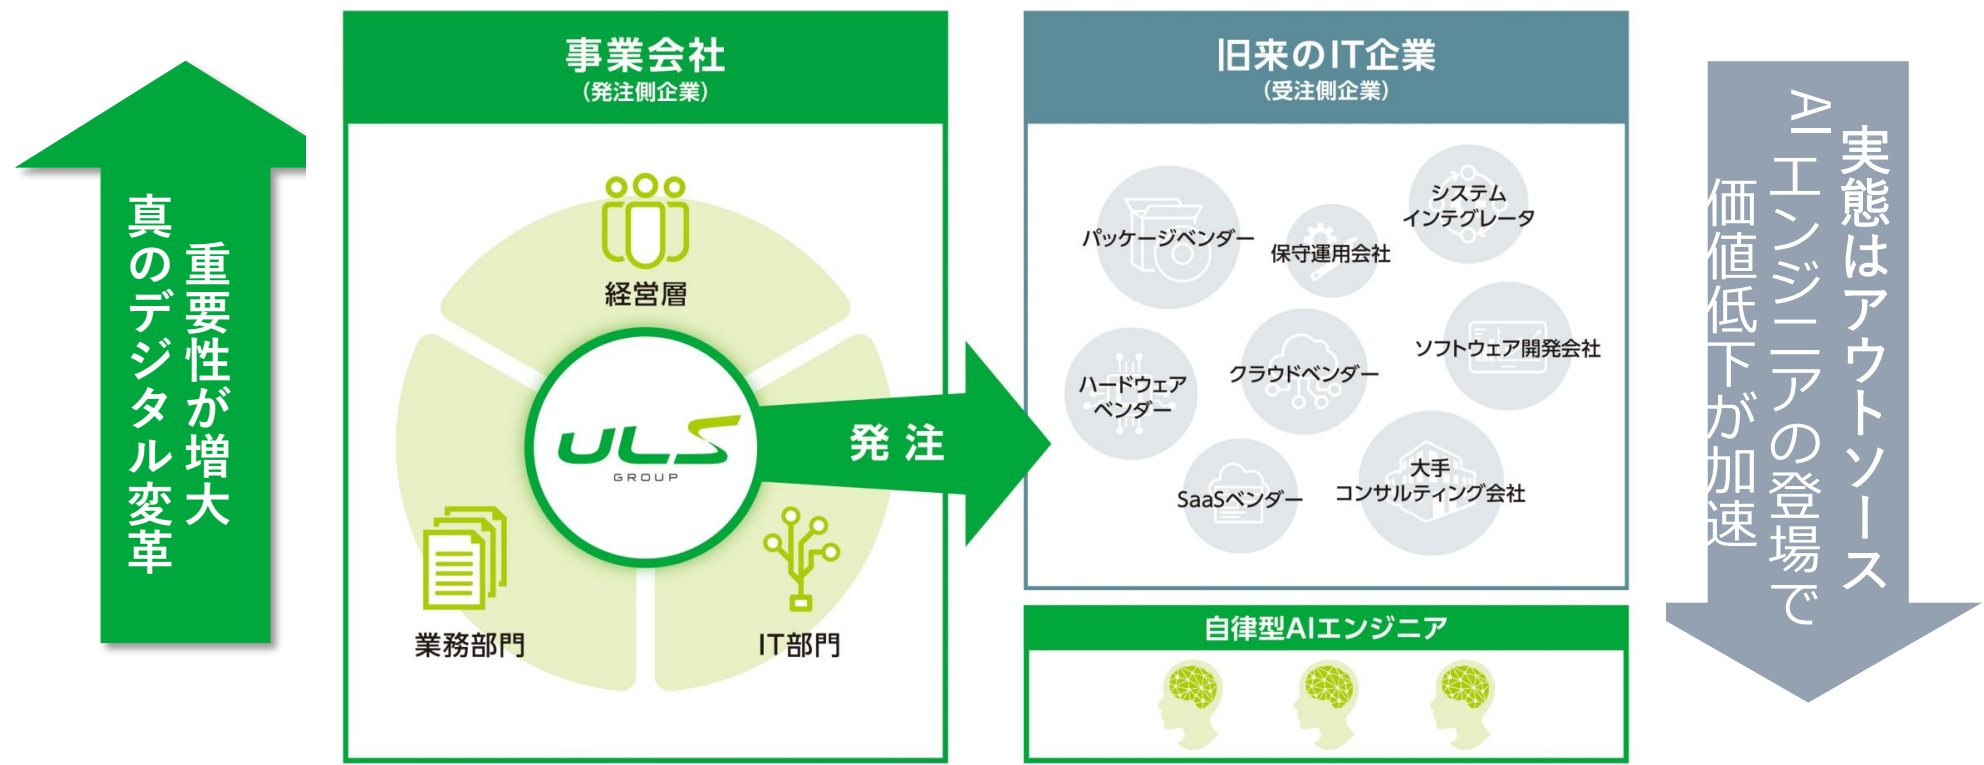 重要性が増大
真のデジタル変革
事業会社
（発注側企業）
経営層
ULS
GROUP
業務部門
IT部門
発注
旧来のIT企業
（受注側企業）
システム
インテグレータ
パッケージベンダー
保守運用会社
ソフトウェア開発会社
クラウドベンダー
ハードウェア
ベンダー
大手
コンサルティング会社
SaaSベンダー
自律型AIエンジニア
実態はアウトソース
AIエンジニアの登場で
価値低下が加速